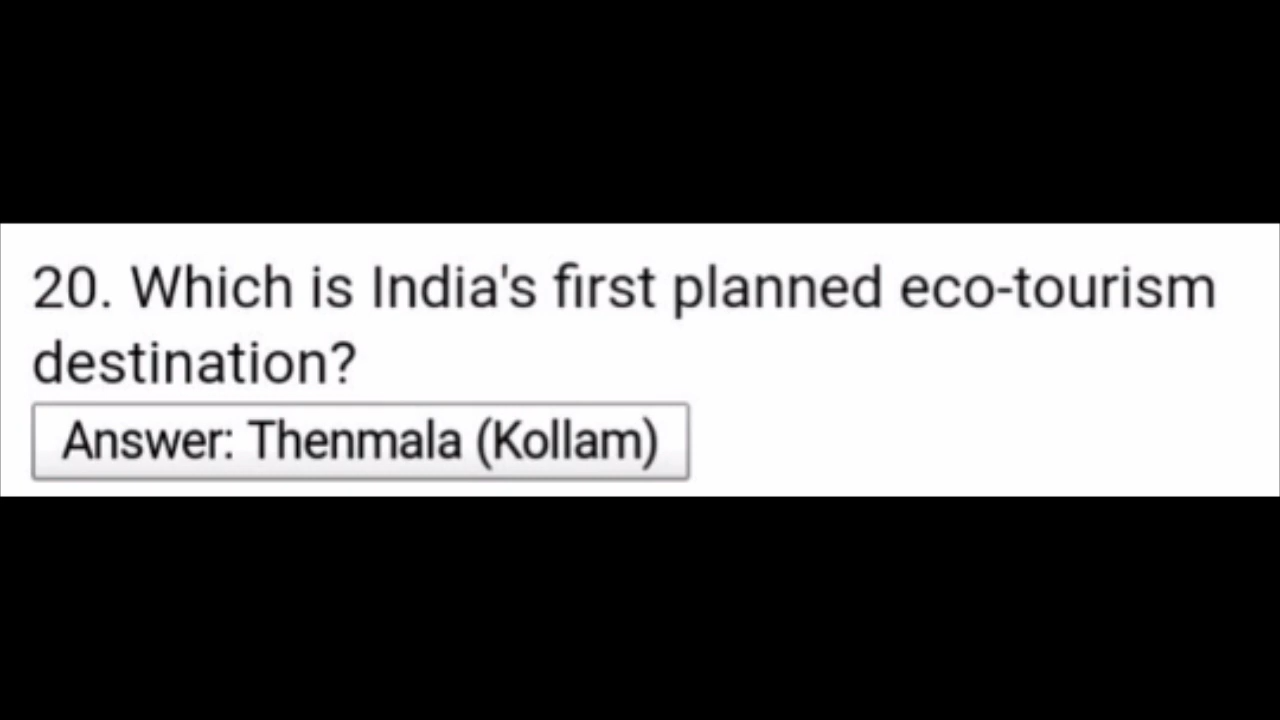 20. Which is India's first planned eco-tourism
destination?
Answer: Thenmala (Kollam)